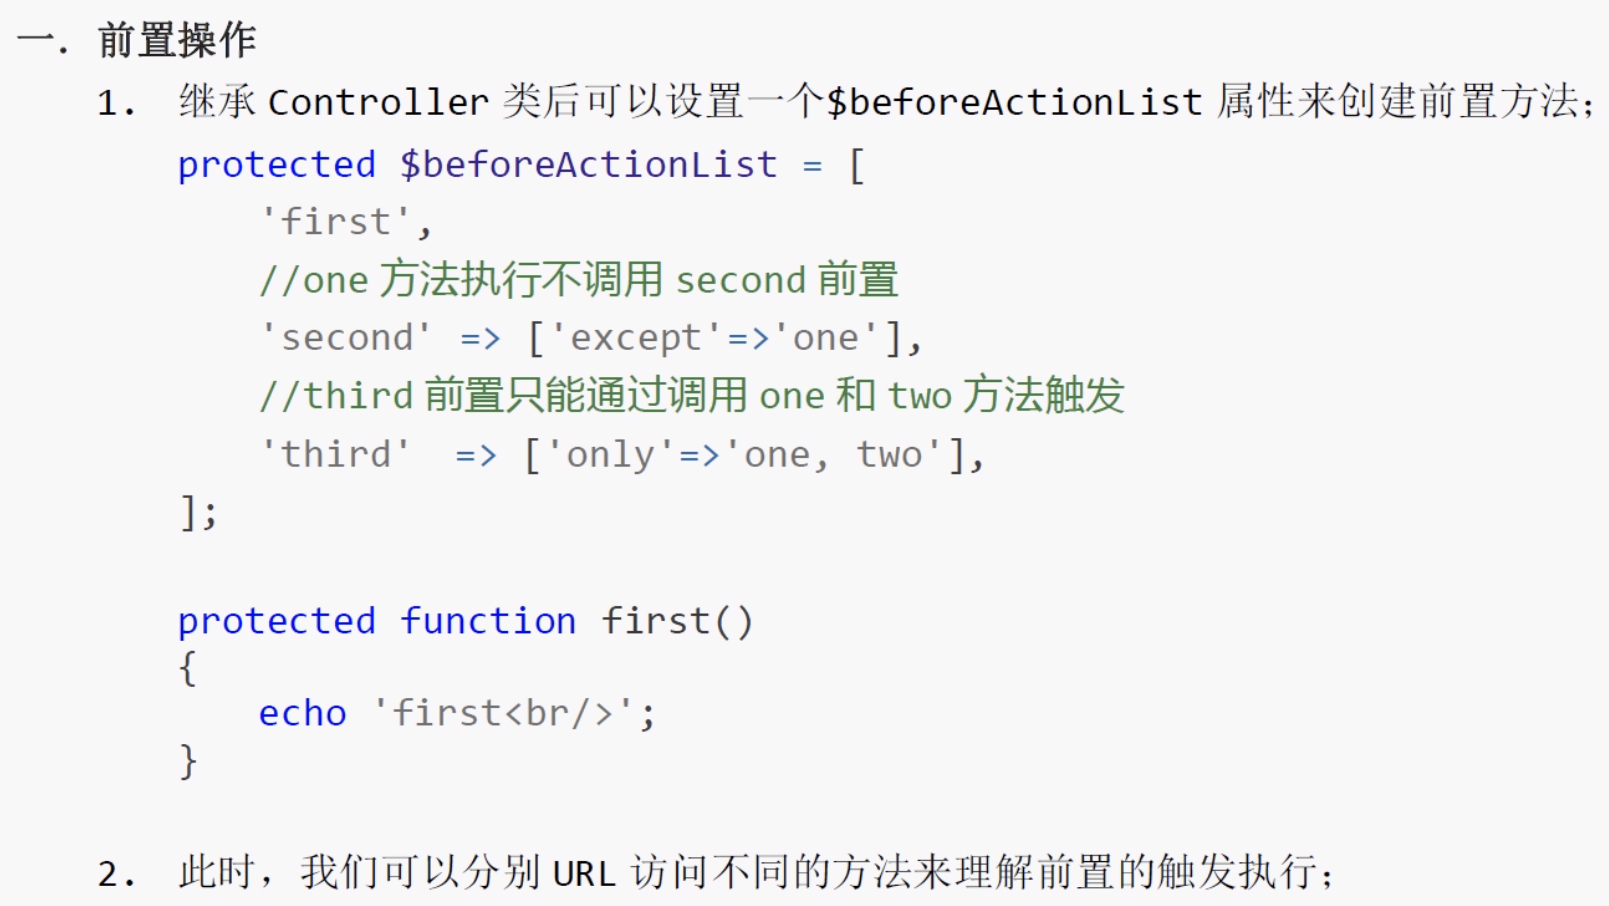 一. 前置操作
1. 继承 Controller 类后可以设置一个$beforeActionList 属性来创建前置方法；
protected $beforeActionList = [
    'first',
    //one 方法执行不调用 second 前置
    'second' => ['except'=>'one'],
    //third 前置只能通过调用 one 和 two 方法触发
    'third'  => ['only'=>'one, two'],
];
protected function first()
{
    echo 'first<br/>';
}
2. 此时，我们可以分别 URL 访问不同的方法来理解前置的触发执行；